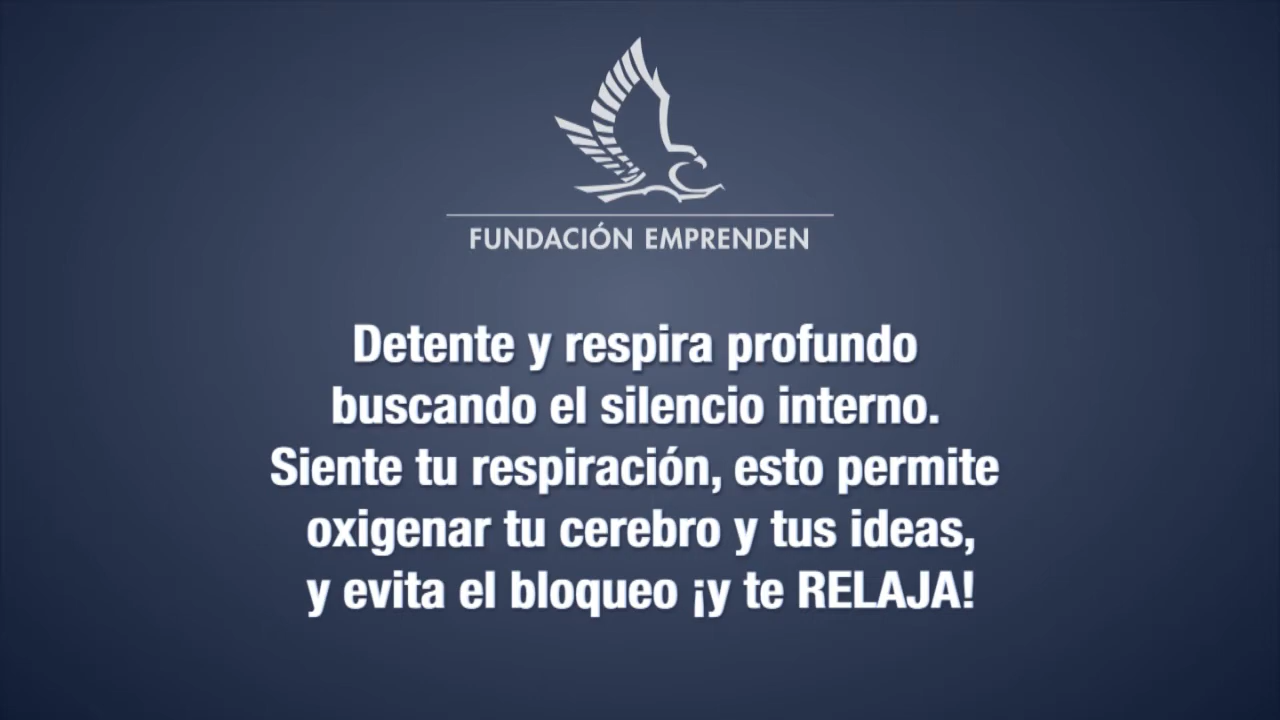 FUNDACIÓN EMPRENDEN
Detente y respira profundo
buscando el silencio interno.
Siente tu respiración, esto permite
oxigenar tu cerebro y tus ideas,
y evita el bloqueo ¡y te RELAJA!